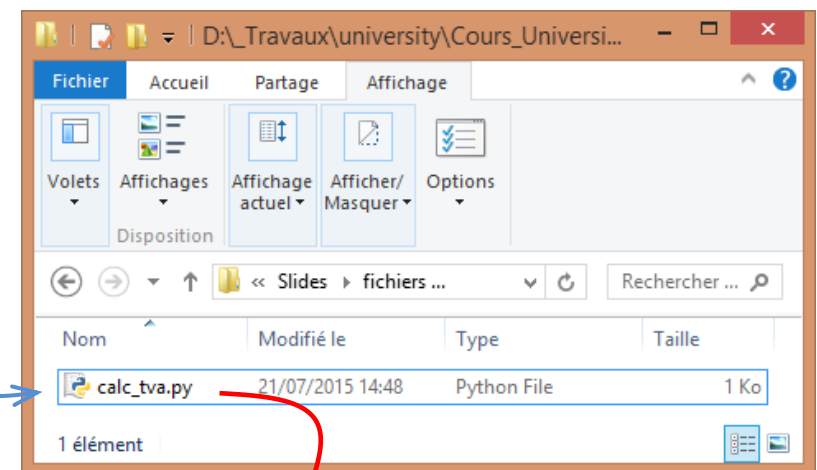 D:\_Travaux\university\Cours_Universi...
Fichier Accueil Partage Affichage
Volets Affichages Affichage actuel Afficher/ Masquer Options
Disposition
« Slides fichiers ... Rechercher ...
Nom Modifié le Type Taille
calc_tva.py 21/07/2015 14:48 Python File 1 Ko
1 élément